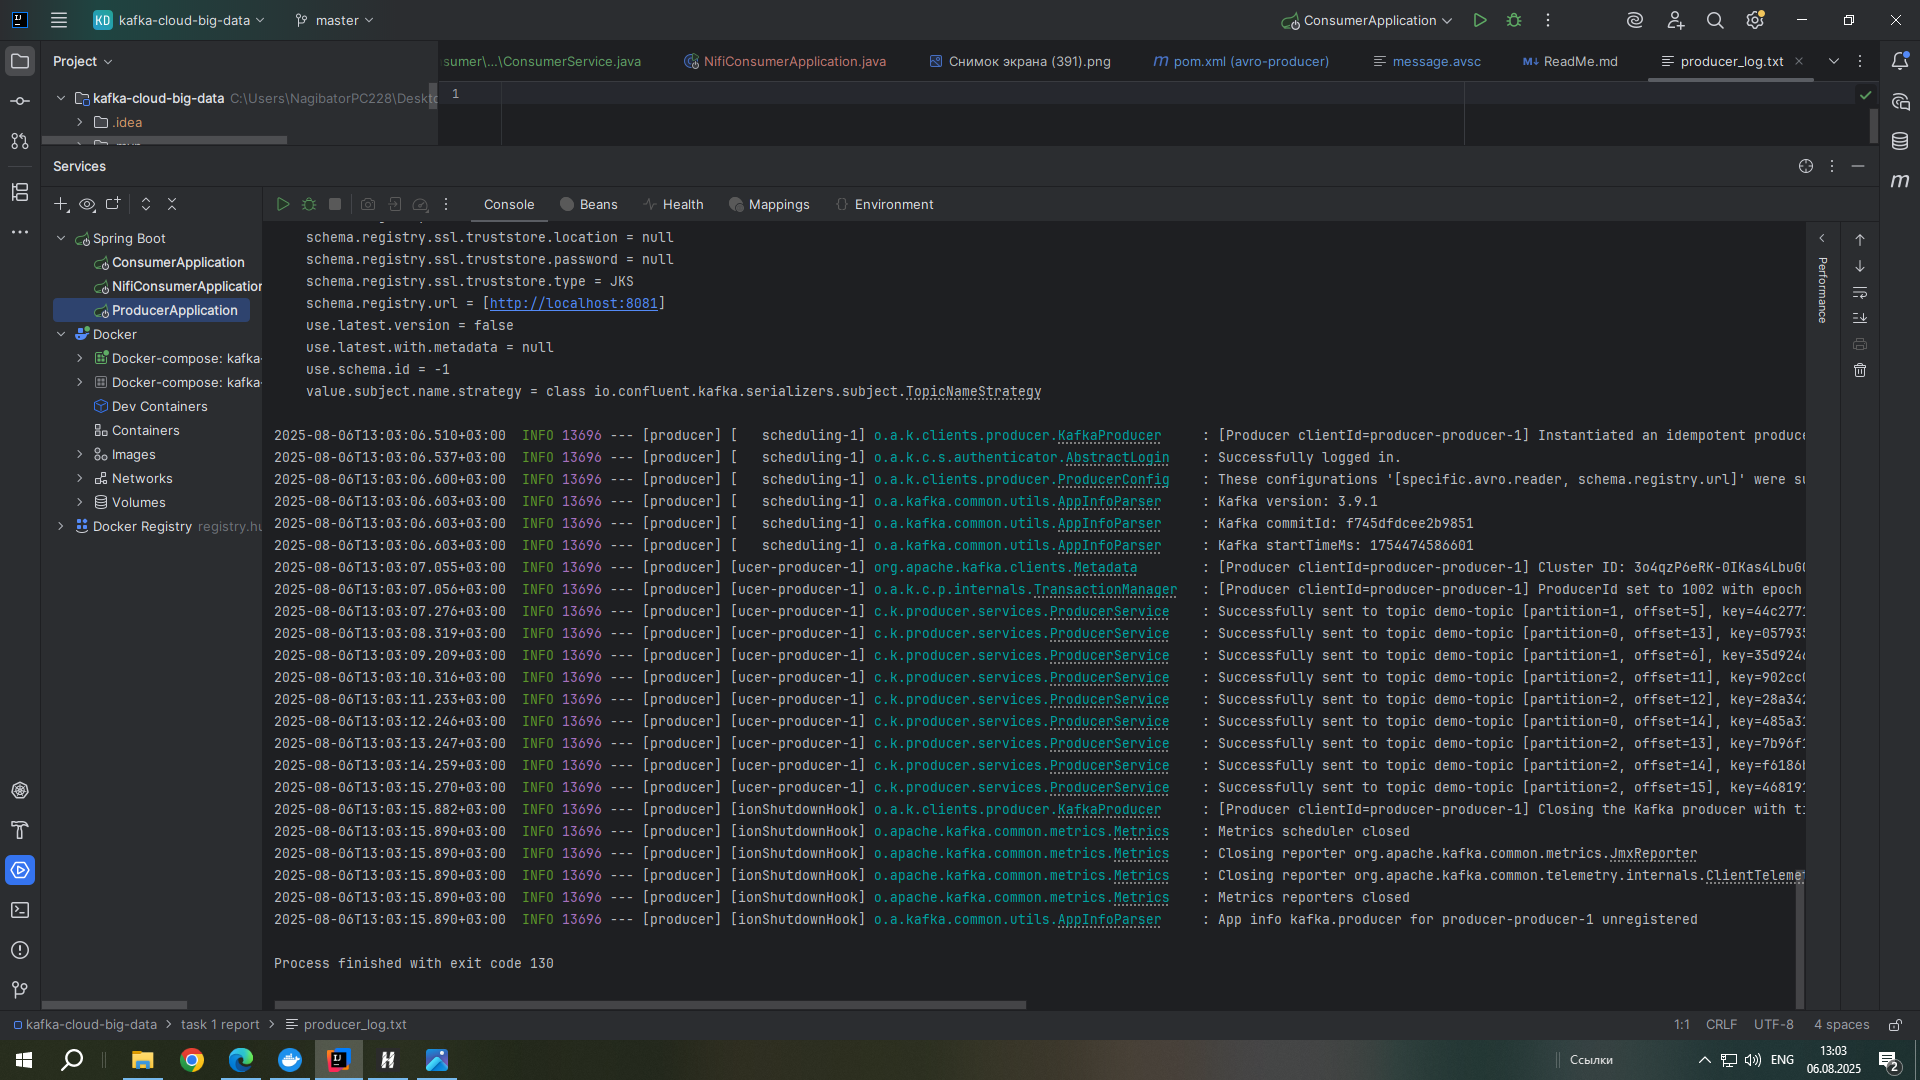 KD kafka-cloud-big-data
master
ConsumerApplication
Project
sumer\...\ConsumerService.java
NifiConsumerApplication.java
Снимок экрана (391).png
pom.xml (avro-producer)
message.avsc
ReadMe.md
producer_log.txt
kafka-cloud-big-data C:\Users\NagibatorPC228\Deskto
1
.idea
Services
Console
Beans
Health
Mappings
Environment
Spring Boot
ConsumerApplication
NifiConsumerApplication
ProducerApplication
Docker
Docker-compose: kafka-
Docker-compose: kafka-
Dev Containers
Containers
Images
Networks
Volumes
Docker Registry registry.hu
schema.registry.ssl.truststore.location = null
schema.registry.ssl.truststore.password = null
schema.registry.ssl.truststore.type = JKS
schema.registry.url = [http://localhost:8081]
use.latest.version = false
use.latest.with.metadata = null
use.schema.id = -1
value.subject.name.strategy = class io.confluent.kafka.serializers.subject.TopicNameStrategy
2025-08-06T13:03:06.510+03:00  INFO 13696 --- [producer] [   scheduling-1] o.a.k.clients.producer.KafkaProducer     : [Producer clientId=producer-producer-1] Instantiated an idempotent produce
2025-08-06T13:03:06.537+03:00  INFO 13696 --- [producer] [   scheduling-1] o.a.k.c.s.authenticator.AbstractLogin    : Successfully logged in.
2025-08-06T13:03:06.600+03:00  INFO 13696 --- [producer] [   scheduling-1] o.a.k.clients.producer.ProducerConfig    : These configurations '[specific.avro.reader, schema.registry.url]' were su
2025-08-06T13:03:06.603+03:00  INFO 13696 --- [producer] [   scheduling-1] o.a.kafka.common.utils.AppInfoParser     : Kafka version: 3.9.1
2025-08-06T13:03:06.603+03:00  INFO 13696 --- [producer] [   scheduling-1] o.a.kafka.common.utils.AppInfoParser     : Kafka commitId: f745dfdcee2b9851
2025-08-06T13:03:06.603+03:00  INFO 13696 --- [producer] [   scheduling-1] o.a.kafka.common.utils.AppInfoParser     : Kafka startTimeMs: 1754474586601
2025-08-06T13:03:07.055+03:00  INFO 13696 --- [producer] [ucer-producer-1] org.apache.kafka.clients.Metadata        : [Producer clientId=producer-producer-1] Cluster ID: 3o4qzP6eRK-0IKas4LbuG
2025-08-06T13:03:07.056+03:00  INFO 13696 --- [producer] [ucer-producer-1] o.a.k.c.p.internals.TransactionManager   : [Producer clientId=producer-producer-1] ProducerId set to 1002 with epoch
2025-08-06T13:03:07.276+03:00  INFO 13696 --- [producer] [ucer-producer-1] c.k.producer.services.ProducerService    : Successfully sent to topic demo-topic [partition=1, offset=5], key=44c2771
2025-08-06T13:03:08.319+03:00  INFO 13696 --- [producer] [ucer-producer-1] c.k.producer.services.ProducerService    : Successfully sent to topic demo-topic [partition=0, offset=13], key=057935
2025-08-06T13:03:09.209+03:00  INFO 13696 --- [producer] [ucer-producer-1] c.k.producer.services.ProducerService    : Successfully sent to topic demo-topic [partition=1, offset=6], key=35d924
2025-08-06T13:03:10.316+03:00  INFO 13696 --- [producer] [ucer-producer-1] c.k.producer.services.ProducerService    : Successfully sent to topic demo-topic [partition=2, offset=11], key=902cc
2025-08-06T13:03:11.233+03:00  INFO 13696 --- [producer] [ucer-producer-1] c.k.producer.services.ProducerService    : Successfully sent to topic demo-topic [partition=2, offset=12], key=28a342
2025-08-06T13:03:12.246+03:00  INFO 13696 --- [producer] [ucer-producer-1] c.k.producer.services.ProducerService    : Successfully sent to topic demo-topic [partition=0, offset=14], key=485a31
2025-08-06T13:03:13.247+03:00  INFO 13696 --- [producer] [ucer-producer-1] c.k.producer.services.ProducerService    : Successfully sent to topic demo-topic [partition=2, offset=13], key=7b96f
2025-08-06T13:03:14.259+03:00  INFO 13696 --- [producer] [ucer-producer-1] c.k.producer.services.ProducerService    : Successfully sent to topic demo-topic [partition=2, offset=14], key=f6186
2025-08-06T13:03:15.270+03:00  INFO 13696 --- [producer] [ucer-producer-1] c.k.producer.services.ProducerService    : Successfully sent to topic demo-topic [partition=2, offset=15], key=468191
2025-08-06T13:03:15.882+03:00  INFO 13696 --- [producer] [ionShutdownHook] o.a.k.clients.producer.KafkaProducer     : [Producer clientId=producer-producer-1] Closing the Kafka producer with ti
2025-08-06T13:03:15.890+03:00  INFO 13696 --- [producer] [ionShutdownHook] o.apache.kafka.common.metrics.Metrics    : Metrics scheduler closed
2025-08-06T13:03:15.890+03:00  INFO 13696 --- [producer] [ionShutdownHook] o.apache.kafka.common.metrics.Metrics    : Closing reporter org.apache.kafka.common.metrics.JmxReporter
2025-08-06T13:03:15.890+03:00  INFO 13696 --- [producer] [ionShutdownHook] o.apache.kafka.common.metrics.Metrics    : Closing reporter org.apache.kafka.common.telemetry.internals.ClientTelemet
2025-08-06T13:03:15.890+03:00  INFO 13696 --- [producer] [ionShutdownHook] o.apache.kafka.common.metrics.Metrics    : Metrics reporters closed
2025-08-06T13:03:15.890+03:00  INFO 13696 --- [producer] [ionShutdownHook] o.a.kafka.common.utils.AppInfoParser     : App info kafka.producer for producer-producer-1 unregistered
Process finished with exit code 130
Performance
kafka-cloud-big-data > task 1 report > producer_log.txt
1:1 CRLF UTF-8 4 spaces
Ссылки
ENG
13:03
06.08.2025
2